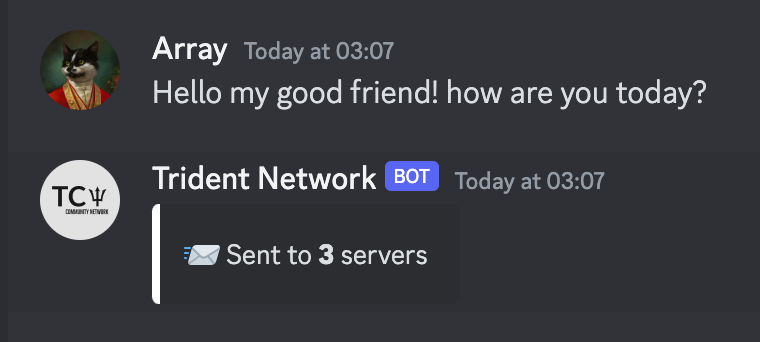 Array Today at 03:07
Hello my good friend! how are you today?
TC
COMMUNITY NETWORK
Trident Network BOT Today at 03:07
Sent to 3 servers